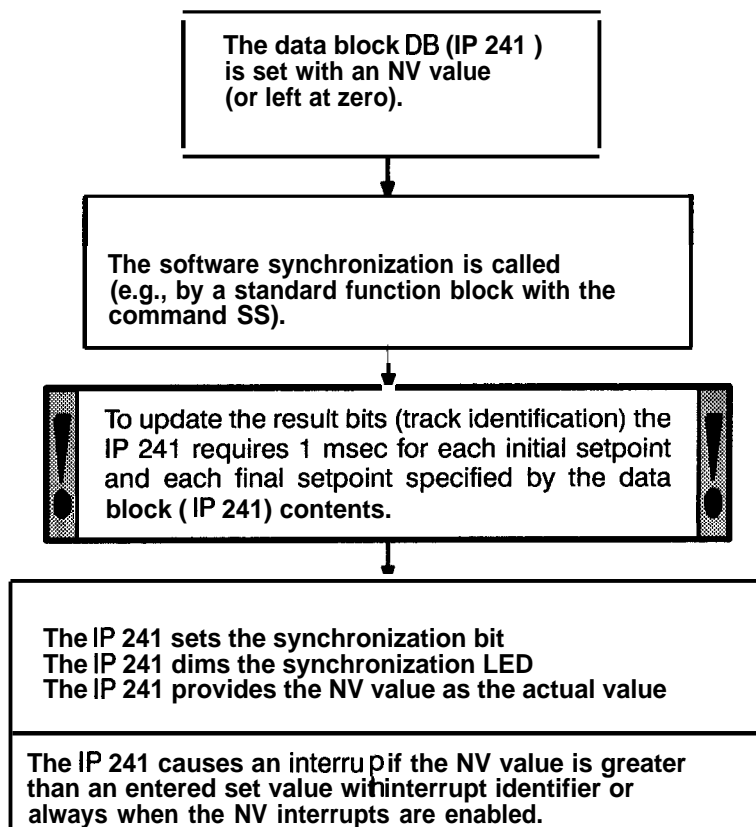 The data block DB (IP 241 )
is set with an NV value
(or left at zero).
The software synchronization is called
(e.g., by a standard function block with the
command SS).
To update the result bits (track identification) the
IP 241 requires 1 msec for each initial setpoint
and each final setpoint specified by the data
block ( IP 241) contents.
The IP 241 sets the synchronization bit
The IP 241 dims the synchronization LED
The IP 241 provides the NV value as the actual value
The IP 241 causes an interrup if the NV value is greater
than an entered set value with interrupt identifier or
always when the NV interrupts are enabled.